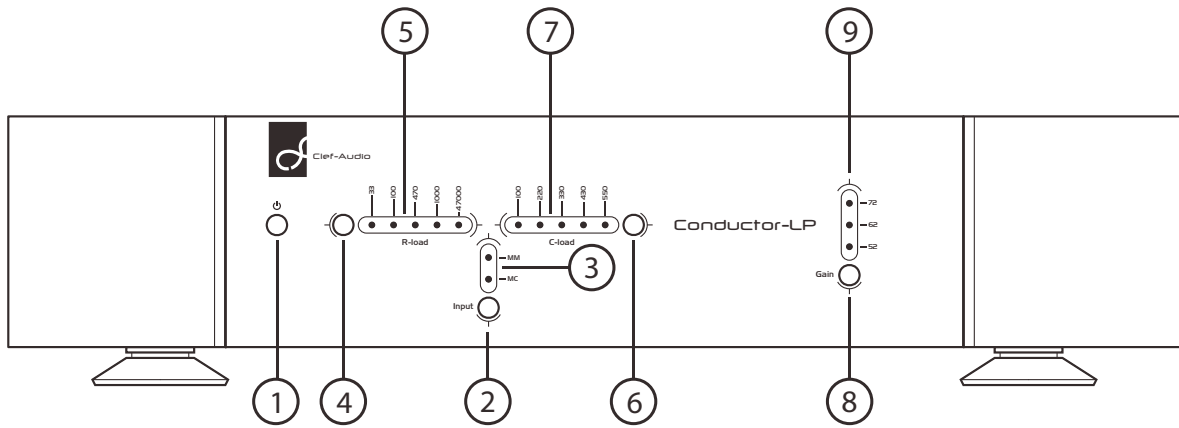 5
7
9
Clef-Audio
33
100
470
1000
47000
100
220
330
430
550
72
62
52
R-load
C-load
Conductor-LP
MM
MC
3
Gain
Input
1
4
2
6
8